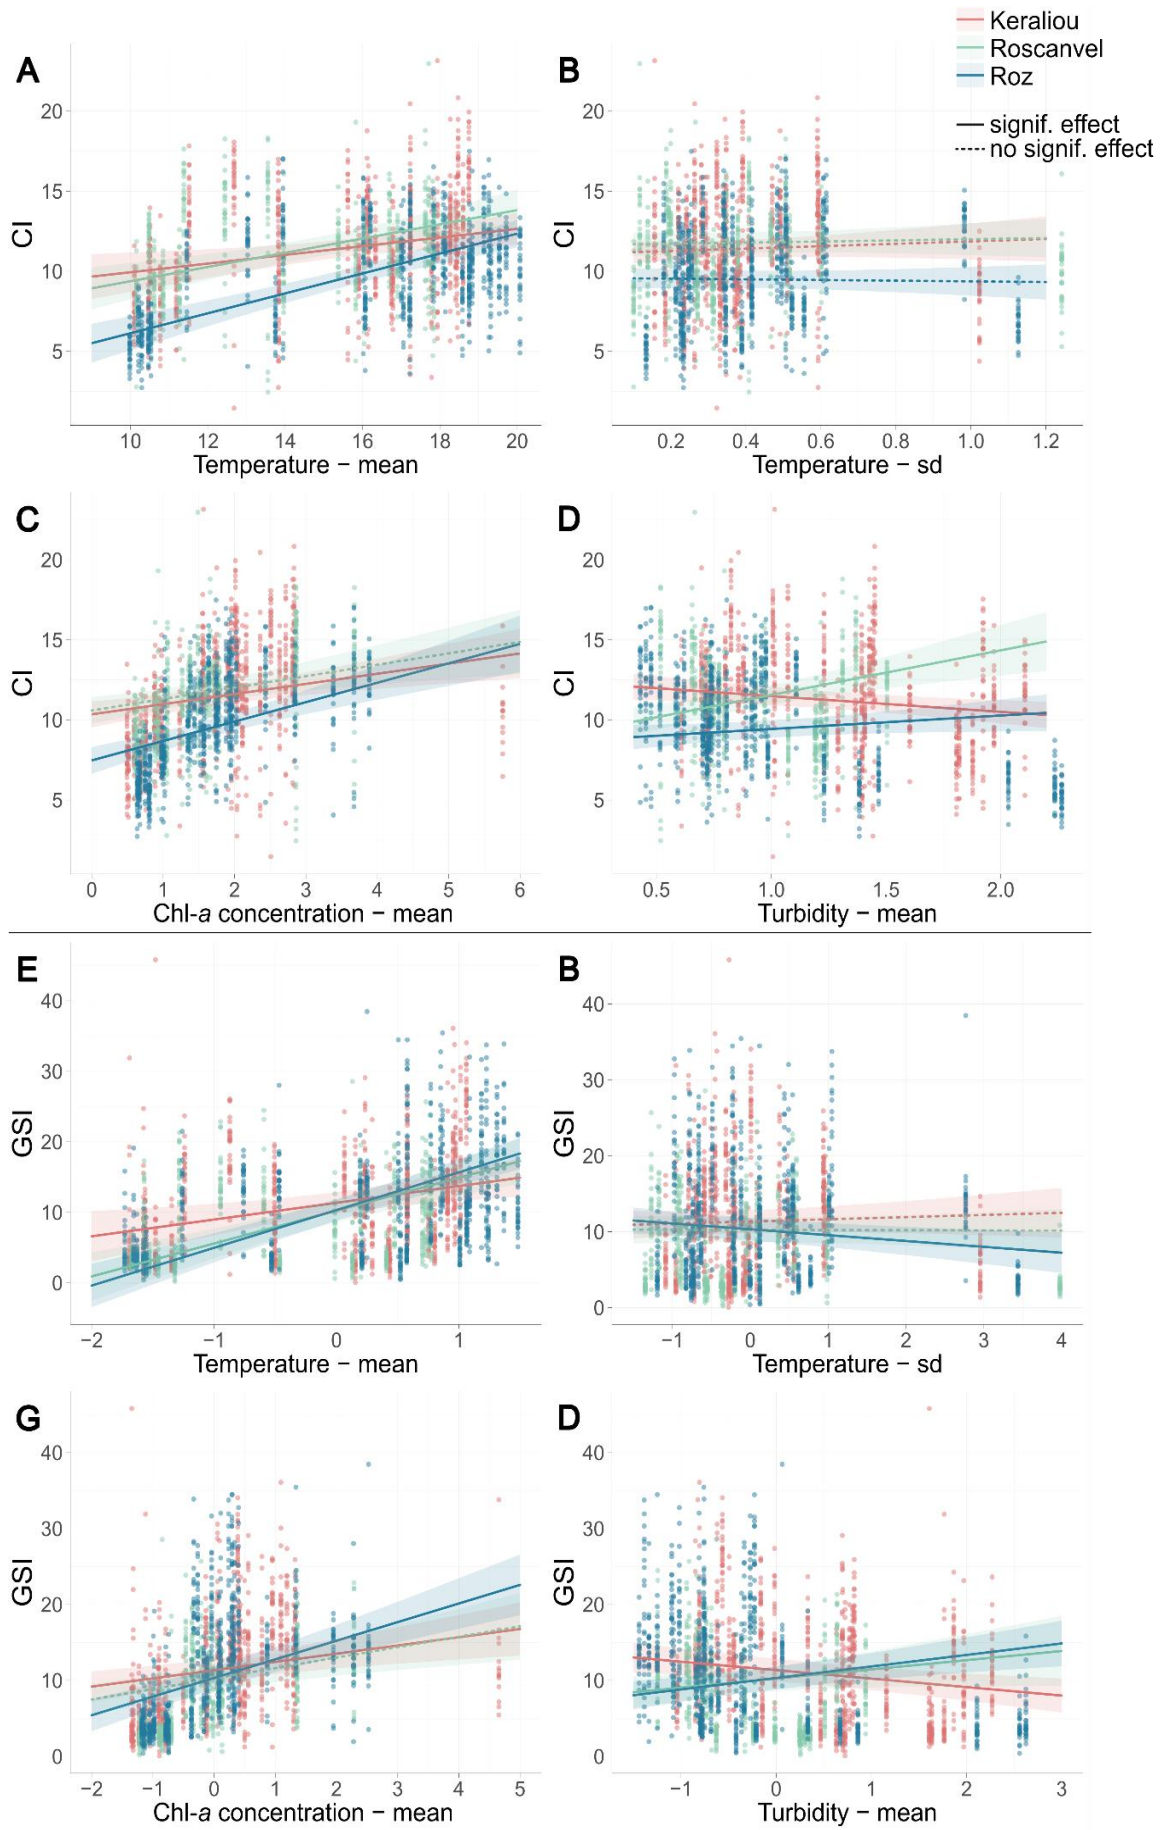 Keraliou
Roscanvel
Roz
signif. effect
no signif. effect
A
CI
20
15
10
5
10 12 14 16 18 20
Temperature − mean
B
CI
20
15
10
5
0.2 0.4 0.6 0.8 1.0 1.2
Temperature − sd
C
CI
20
15
10
5
0 1 2 3 4 5 6
Chl-a concentration − mean
D
CI
20
15
10
5
0.5 1.0 1.5 2.0
Turbidity − mean
E
GSI
40
30
20
10
0
−2 −1 0 1
Temperature − mean
B
GSI
40
30
20
10
0
−1 0 1 2 3 4
Temperature − sd
G
GSI
40
30
20
10
0
−2 −1 0 1 2 3 4 5
Chl-a concentration − mean
D
GSI
40
30
20
10
0
−1 0 1 2 3
Turbidity − mean